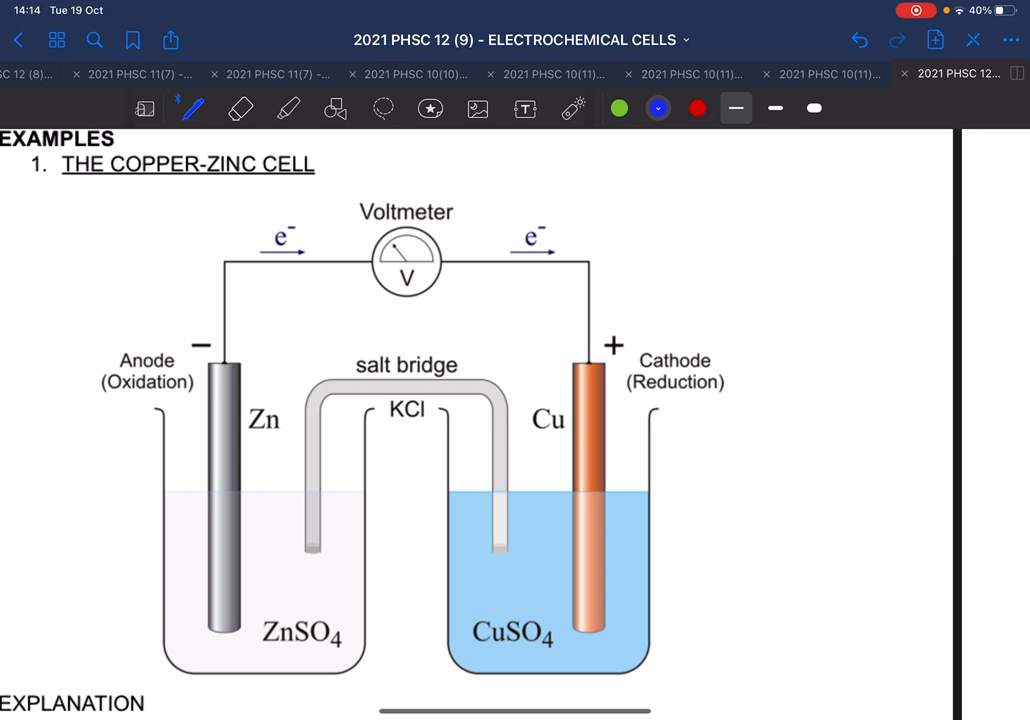 14:14 Tue 19 Oct
40%
2021 PHSC 12 (9) - ELECTROCHEMICAL CELLS
SC 12 (8)... × 2021 PHSC 11(7) -... × 2021 PHSC 11(7) -... × 2021 PHSC 10(10)... × 2021 PHSC 10(11)... × 2021 PHSC 10(11)... × 2021 PHSC 10(11)... × 2021 PHSC 12...
T
EXAMPLES
1. THE COPPER-ZINC CELL
Voltmeter
e⁻ e⁻
V
− +
Anode
(Oxidation)
salt bridge
Cathode
(Reduction)
Zn KCl Cu
ZnSO₄ CuSO₄
EXPLANATION